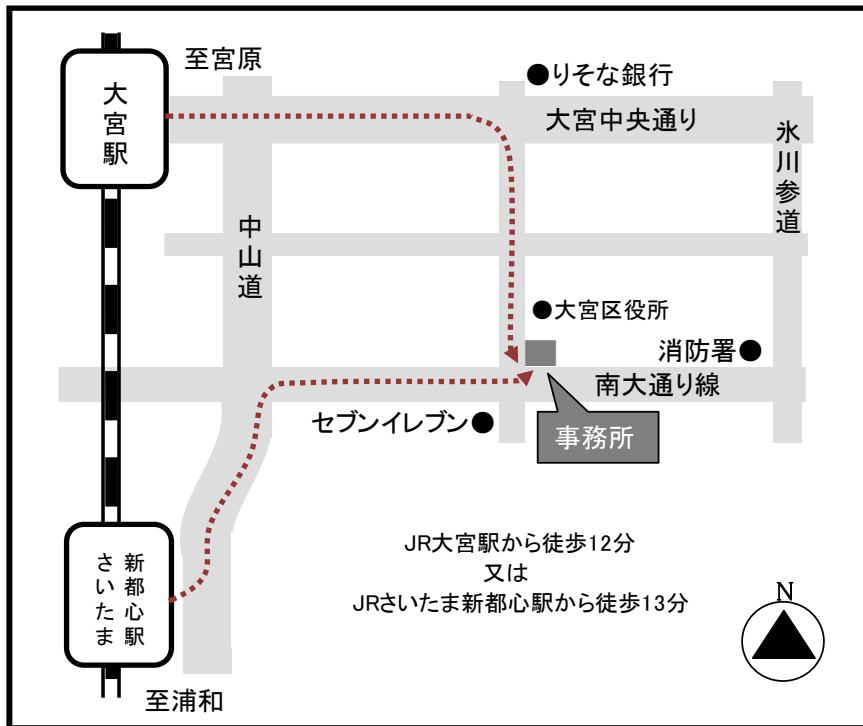 至宮原
●りそな銀行
大宮駅
大宮中央通り
氷川参道
中山道
●大宮区役所
消防署●
南大通り線
セブンイレブン●
事務所
JR大宮駅から徒歩12分
又は
JRさいたま新都心駅から徒歩13分
さいたま
新都心駅
N
至浦和